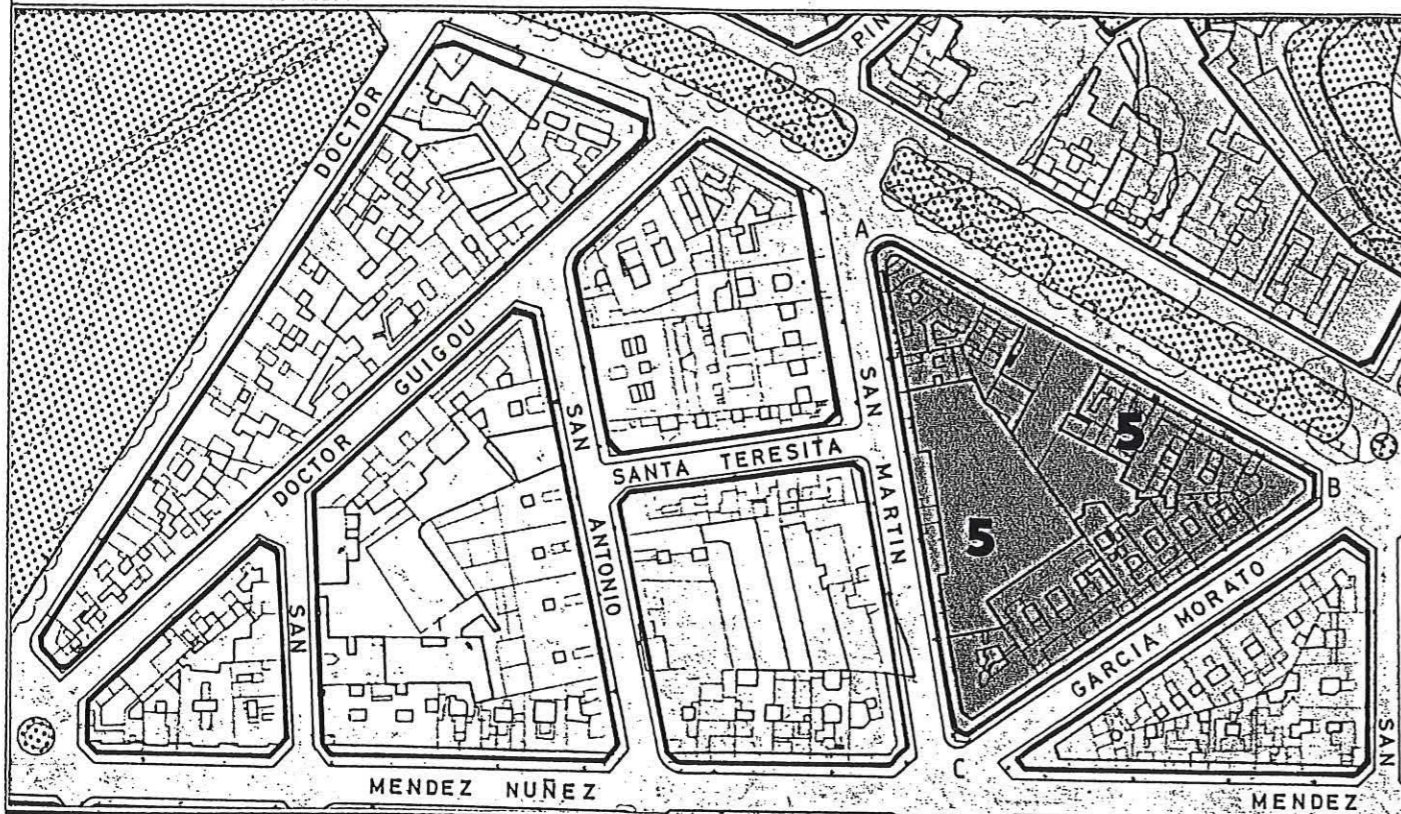 PIN
DOCTOR
A
DOCTOR GUIGOU
SAN ANTONIO
SANTA TERESITA
SAN MARTIN
5
5
B
GARCIA MORATO
SAN
C
SAN
MENDEZ NUÑEZ
MENDEZ